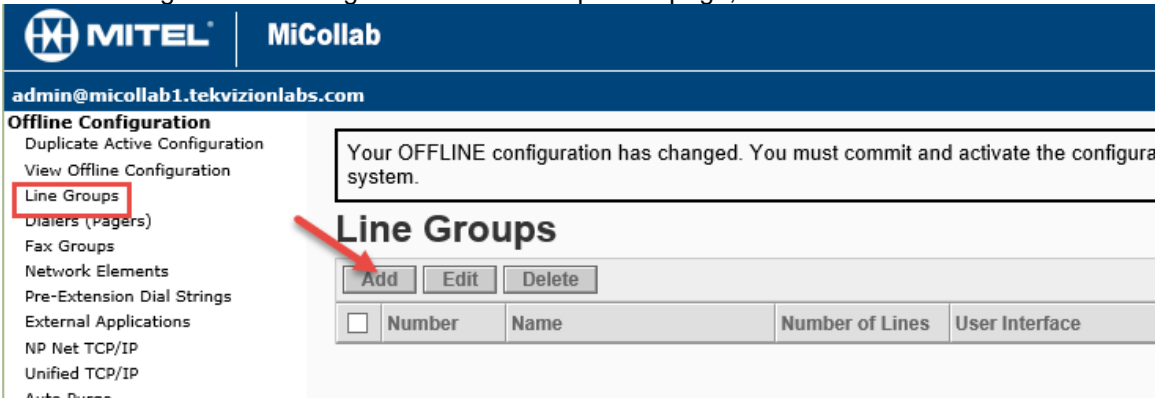 MITEL MiCollab
admin@micollab1.tekvizionlabs.com
Offline Configuration
Duplicate Active Configuration
View Offline Configuration
Line Groups
Dialers (Pagers)
Fax Groups
Network Elements
Pre-Extension Dial Strings
External Applications
NP Net TCP/IP
Unified TCP/IP
Auto Purge
Your OFFLINE configuration has changed. You must commit and activate the configura
system.
Line Groups
Add Edit Delete
Number Name Number of Lines User Interface